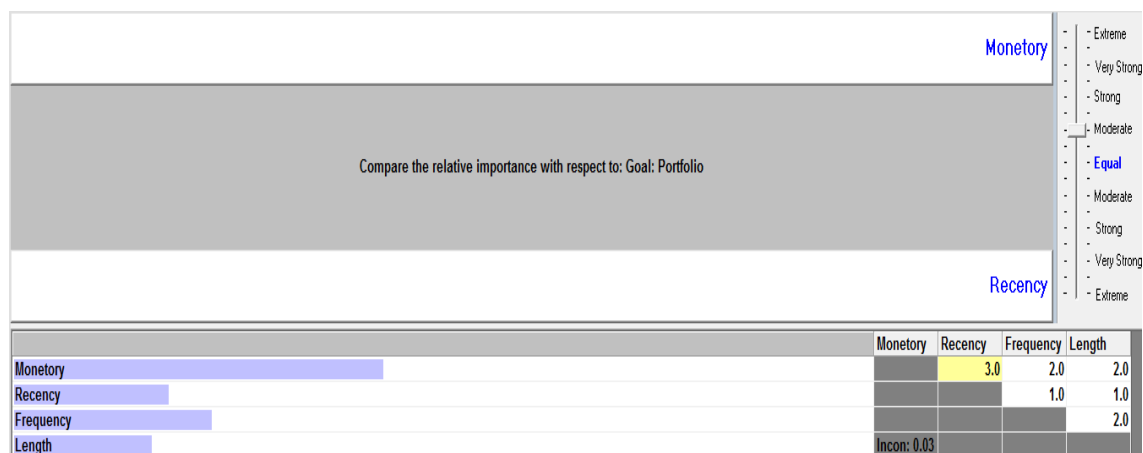 Monetory
Compare the relative importance with respect to: Goal: Portfolio
Recency
- Extreme
- Very Strong
- Strong
- Moderate
- Equal
- Moderate
- Strong
- Very Strong
- Extreme
Monetory Recency Frequency Length
Monetory 3.0 2.0 2.0
Recency 1.0 1.0
Frequency 2.0
Length Incon: 0.03